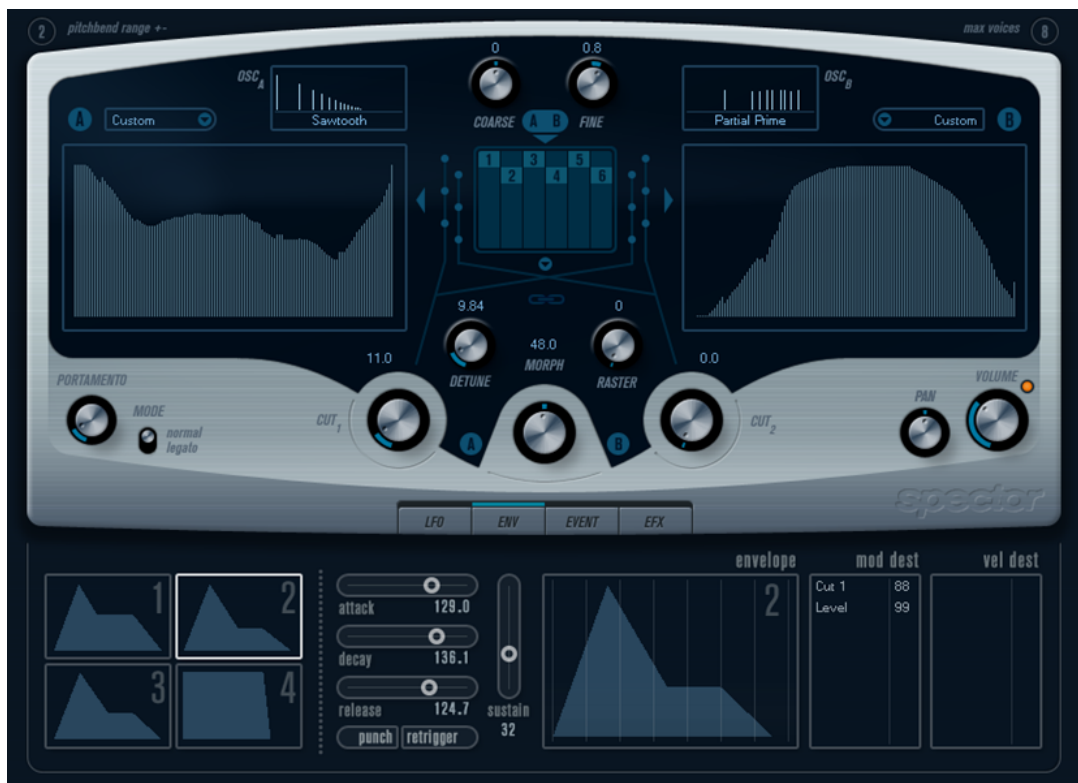 2 pitchbend range +-
max voices 8
OSC A
Sawtooth
0
COARSE
A B
0.8
FINE
Partial Prime
OSC B
A Custom
Custom B
1 2 3 4 5 6
9.84
DETUNE
48.0
MORPH
0
RASTER
11.0
CUT 1
0.0
CUT 2
A
B
PORTAMENTO
MODE
normal
legato
PAN
VOLUME
spector
LFO
ENV
EVENT
EFX
1
2
3
4
attack 129.0
decay 136.1
release 124.7
punch
retrigger
sustain
32
envelope
2
mod dest
Cut 1 88
Level 99
vel dest